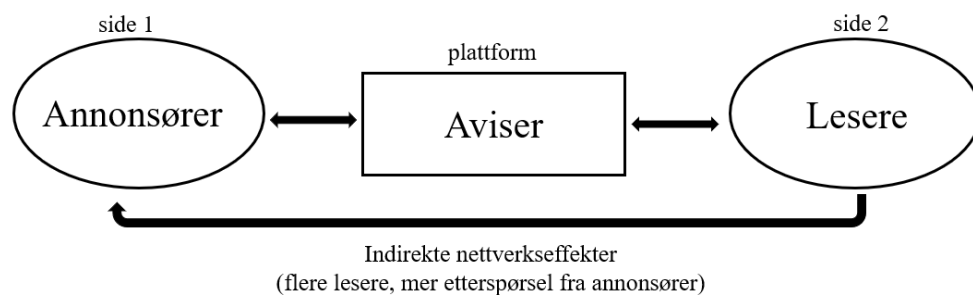 side 1
side 2
plattform
Annonsører
Aviser
Lesere
Indirekte nettverkseffekter
(flere lesere, mer etterspørsel fra annonsører)